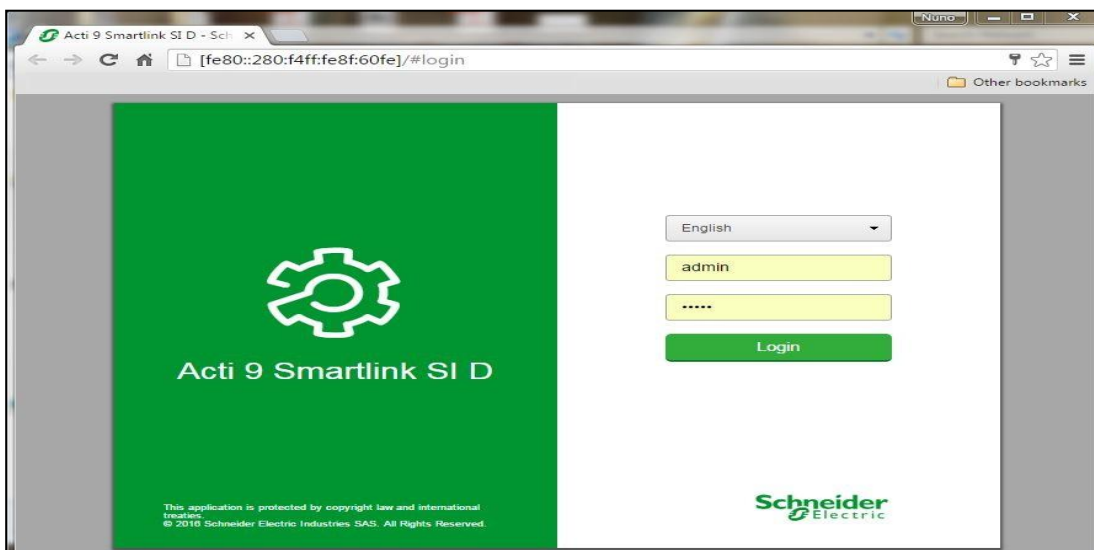 Nuno
Acti 9 Smartlink SI D - Sch
[fe80::280:f4ff:fe8f:60fe]/#login
Other bookmarks
English
admin
•••••
Login
Acti 9 Smartlink SI D
This application is protected by copyright law and international
treaties.
© 2016 Schneider Electric Industries SAS. All Rights Reserved.
Schneider
Electric